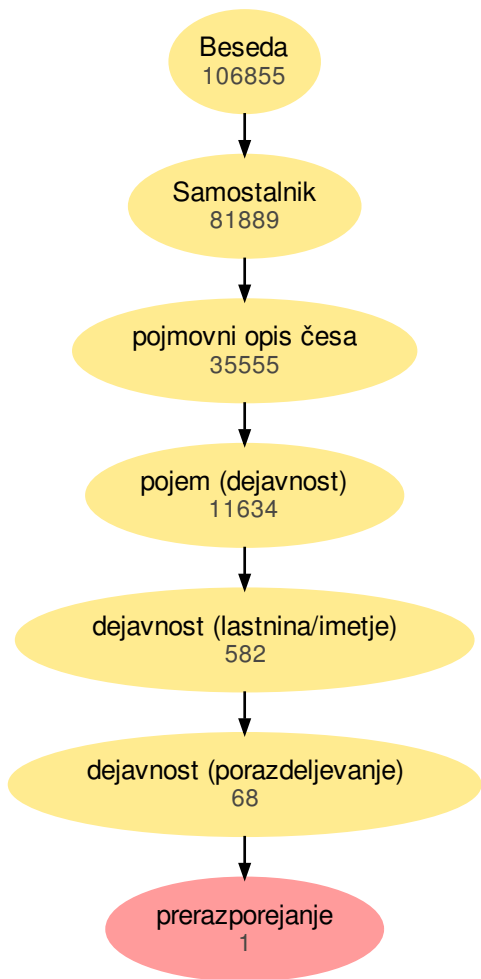 Beseda
106855
Samostalnik
81889
pojmovni opis česa
35555
pojem (dejavnost)
11634
dejavnost (lastnina/imetje)
582
dejavnost (porazdeljevanje)
68
prerazporejanje
1